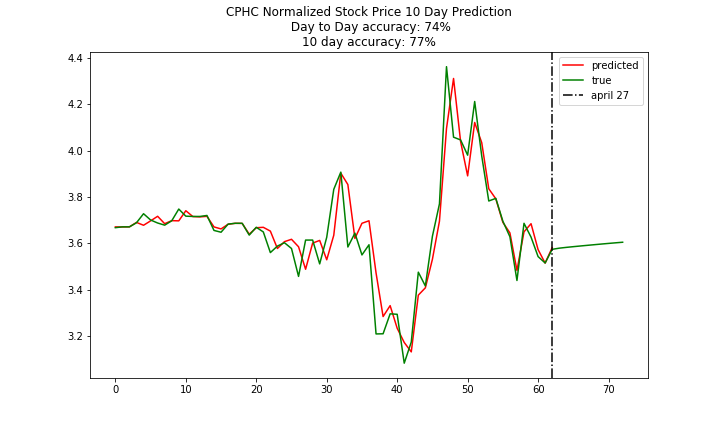 CPHC Normalized Stock Price 10 Day Prediction
Day to Day accuracy: 74%
10 day accuracy: 77%
4.4
4.2
4.0
3.8
3.6
3.4
3.2
predicted
true
april 27
0 10 20 30 40 50 60 70